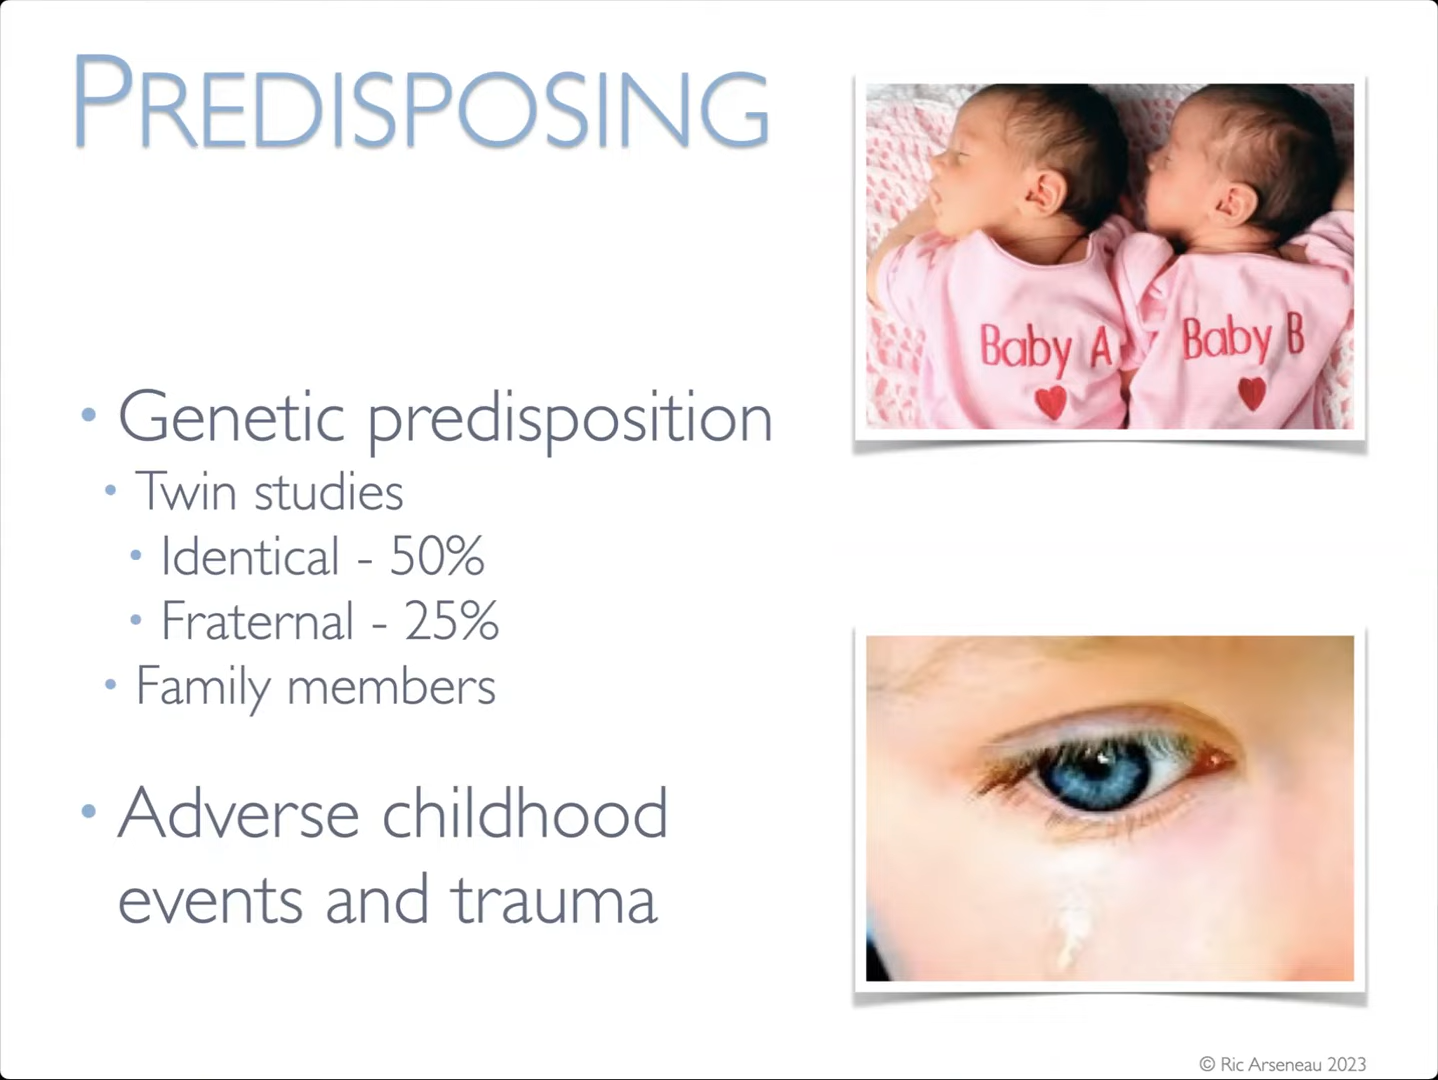 PREDISPOSING
Baby A
Baby B
• Genetic predisposition
• Twin studies
• Identical - 50%
• Fraternal - 25%
• Family members
• Adverse childhood
events and trauma
© Ric Arseneau 2023